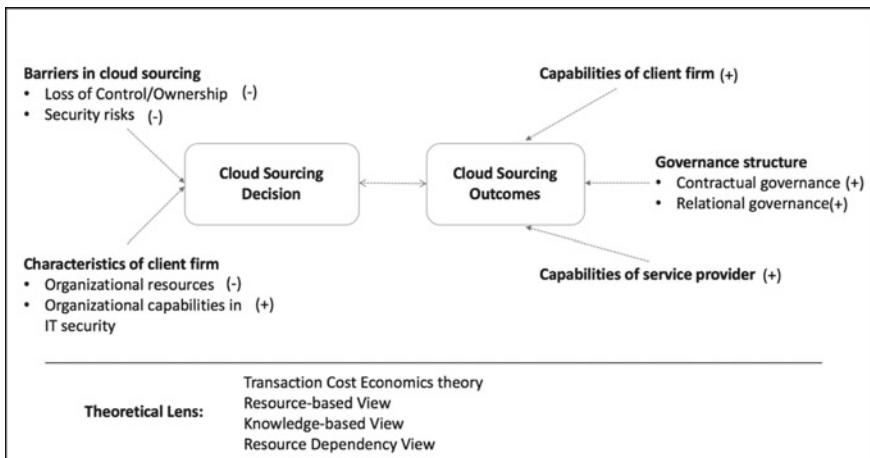 Barriers in cloud sourcing
• Loss of Control/Ownership (-)
• Security risks (-)
Capabilities of client firm (+)
Cloud Sourcing
Decision
Cloud Sourcing
Outcomes
Governance structure
• Contractual governance (+)
• Relational governance(+)
Characteristics of client firm
• Organizational resources (-)
• Organizational capabilities in (+)
IT security
Capabilities of service provider (+)
Theoretical Lens:
Transaction Cost Economics theory
Resource-based View
Knowledge-based View
Resource Dependency View